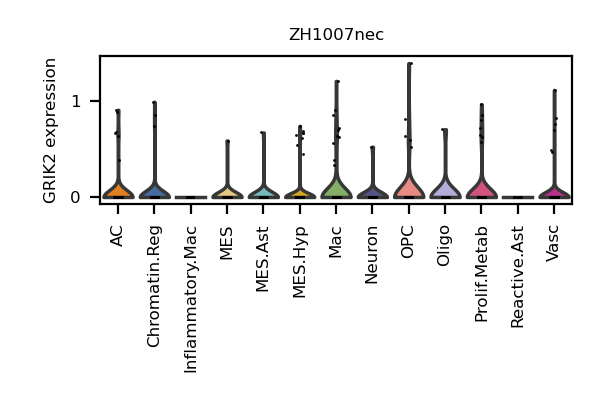 ZH1007nec
GRIK2 expression
1
0
AC
Chromatin.Reg
Inflammatory.Mac
MES
MES.Ast
MES.Hyp
Mac
Neuron
OPC
Oligo
Prolif.Metab
Reactive.Ast
Vasc